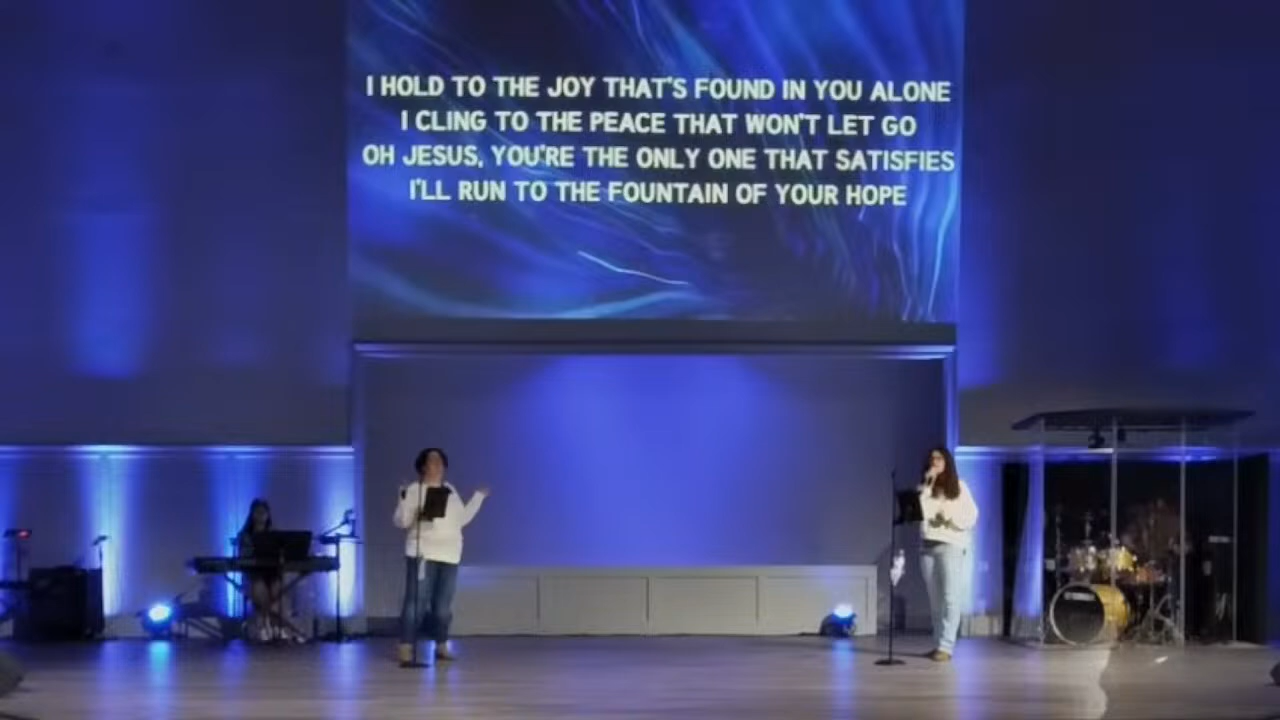 I HOLD TO THE JOY THAT'S FOUND IN YOU ALONE
I CLING TO THE PEACE THAT WON'T LET GO
OH JESUS, YOU'RE THE ONLY ONE THAT SATISFIES
I'LL RUN TO THE FOUNTAIN OF YOUR HOPE